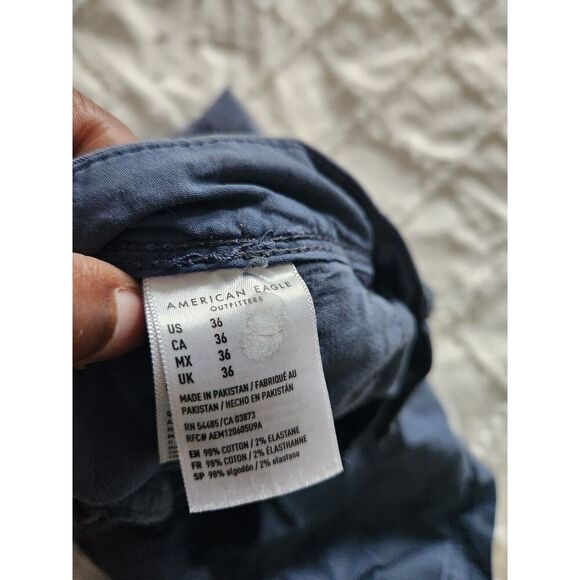 AMERICAN EAGLE
OUTFITTERS
US 36
CA 36
MX 36
UK 36
MADE IN PAKISTAN / FABRIQUÉ AU
PAKISTAN / HECHO EN PAKISTÁN
RN 54485 / CA 03873
RFC# AEM120605U9A
EN 98% COTTON / 2% ELASTANE
FR 98% COTON / 2% ÉLASTHANNE
SP 98% algodón / 2% elastano